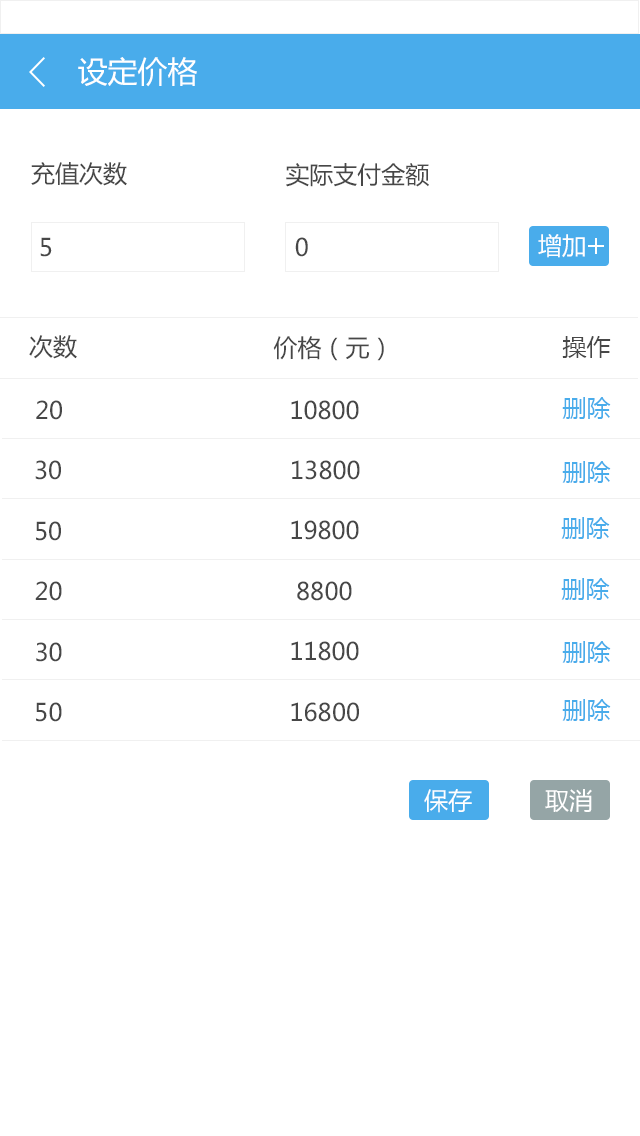 设定价格
充值次数 实际支付金额
5 0 增加+
次数 价格（元） 操作
20 10800 删除
30 13800 删除
50 19800 删除
20 8800 删除
30 11800 删除
50 16800 删除
保存 取消